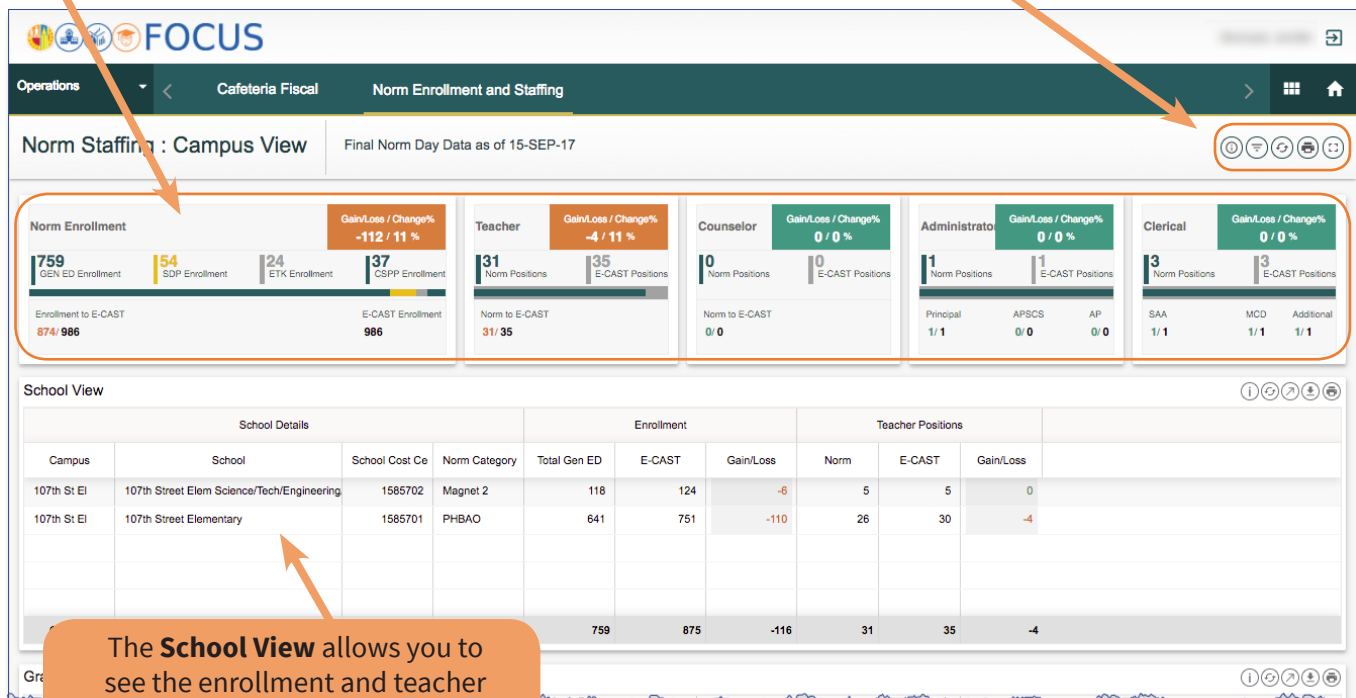 FOCUS
Operations Cafeteria Fiscal Norm Enrollment and Staffing
Norm Staffing : Campus View Final Norm Day Data as of 15-SEP-17
Norm Enrollment Gain/Loss / Change% -112 / 11 %
759 GEN ED Enrollment 54 SDP Enrollment 24 ETK Enrollment 37 CSPP Enrollment
Enrollment to E-CAST E-CAST Enrollment
874/ 986 986
Teacher Gain/Loss / Change% -4 / 11 %
31 Norm Positions 35 E-CAST Positions
Norm to E-CAST
31/ 35
Counselor Gain/Loss / Change% 0 / 0 %
0 Norm Positions 0 E-CAST Positions
Norm to E-CAST
0/ 0
Administrato Gain/Loss / Change% 0 / 0 %
1 Norm Positions 1 E-CAST Positions
Principal APSCS AP
1/ 1 0/ 0 0/ 0
Clerical Gain/Loss / Change% 0 / 0 %
3 Norm Positions 3 E-CAST Positions
SAA MCD Additional
1/ 1 1/ 1 1/ 1
School View
School Details Enrollment Teacher Positions
Campus School School Cost Ce Norm Category Total Gen ED E-CAST Gain/Loss Norm E-CAST Gain/Loss
107th St El 107th Street Elem Science/Tech/Engineering 1585702 Magnet 2 118 124 -6 5 5 0
107th St El 107th Street Elementary 1585701 PHBAO 641 751 -110 26 30 -4
759 875 -116 31 35 -4
The School View allows you to
see the enrollment and teacher